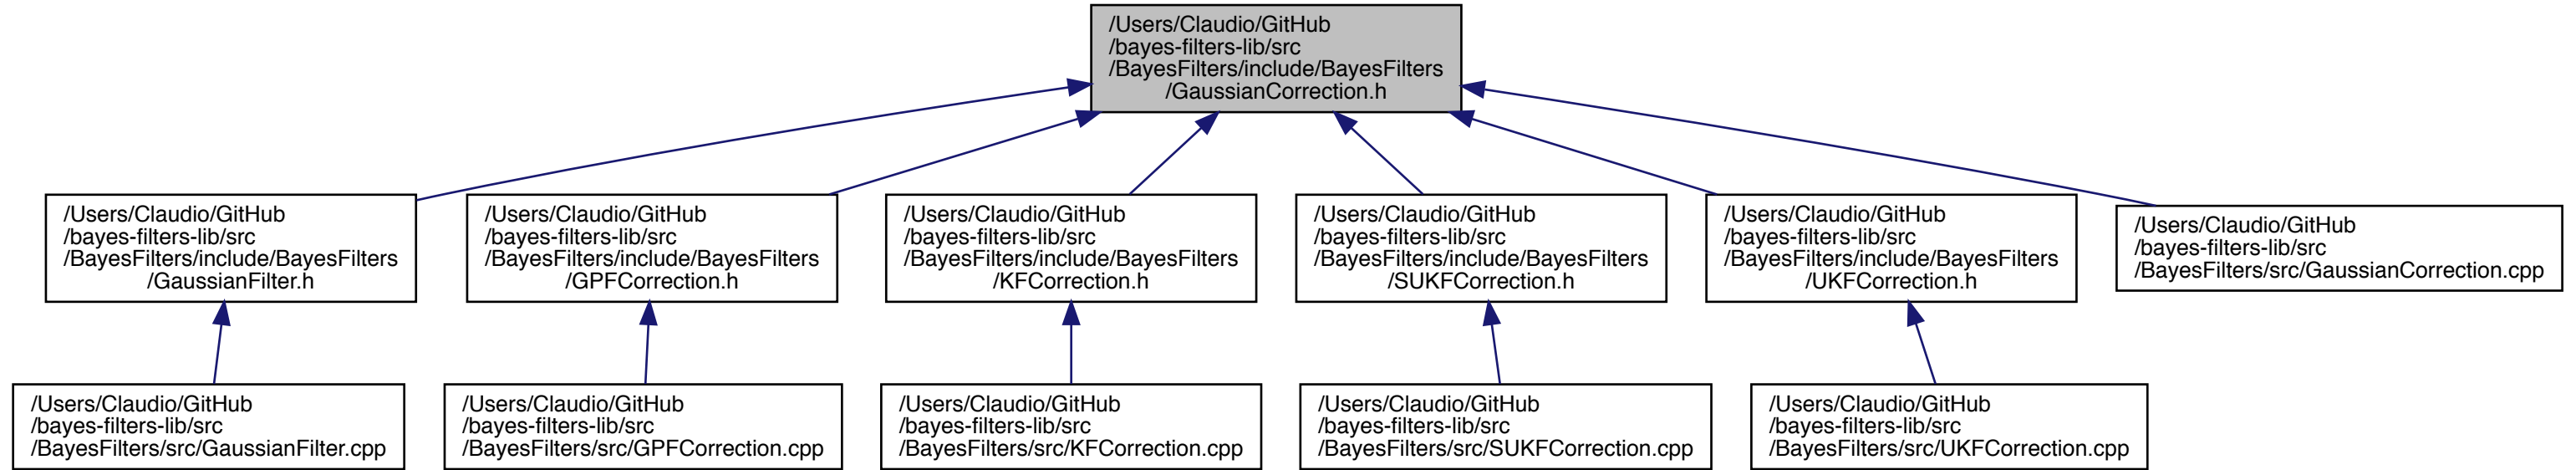 /Users/Claudio/GitHub
/bayes-filters-lib/src
/BayesFilters/include/BayesFilters
/GaussianCorrection.h
/Users/Claudio/GitHub
/bayes-filters-lib/src
/BayesFilters/include/BayesFilters
/GaussianFilter.h
/Users/Claudio/GitHub
/bayes-filters-lib/src
/BayesFilters/include/BayesFilters
/GPFCorrection.h
/Users/Claudio/GitHub
/bayes-filters-lib/src
/BayesFilters/include/BayesFilters
/KFCorrection.h
/Users/Claudio/GitHub
/bayes-filters-lib/src
/BayesFilters/include/BayesFilters
/SUKFCorrection.h
/Users/Claudio/GitHub
/bayes-filters-lib/src
/BayesFilters/include/BayesFilters
/UKFCorrection.h
/Users/Claudio/GitHub
/bayes-filters-lib/src
/BayesFilters/src/GaussianCorrection.cpp
/Users/Claudio/GitHub
/bayes-filters-lib/src
/BayesFilters/src/GaussianFilter.cpp
/Users/Claudio/GitHub
/bayes-filters-lib/src
/BayesFilters/src/GPFCorrection.cpp
/Users/Claudio/GitHub
/bayes-filters-lib/src
/BayesFilters/src/KFCorrection.cpp
/Users/Claudio/GitHub
/bayes-filters-lib/src
/BayesFilters/src/SUKFCorrection.cpp
/Users/Claudio/GitHub
/bayes-filters-lib/src
/BayesFilters/src/UKFCorrection.cpp